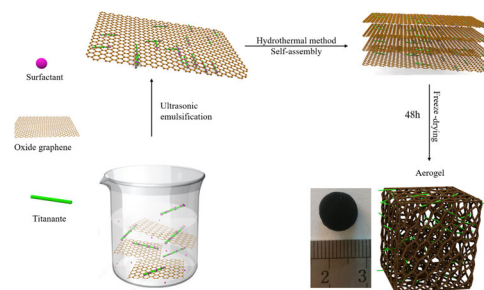 Hydrothermal method
Self-assembly
Surfactant
Ultrasonic
emulsification
Oxide graphene
48h
Freeze-drying
Titanante
Aerogel
2
3